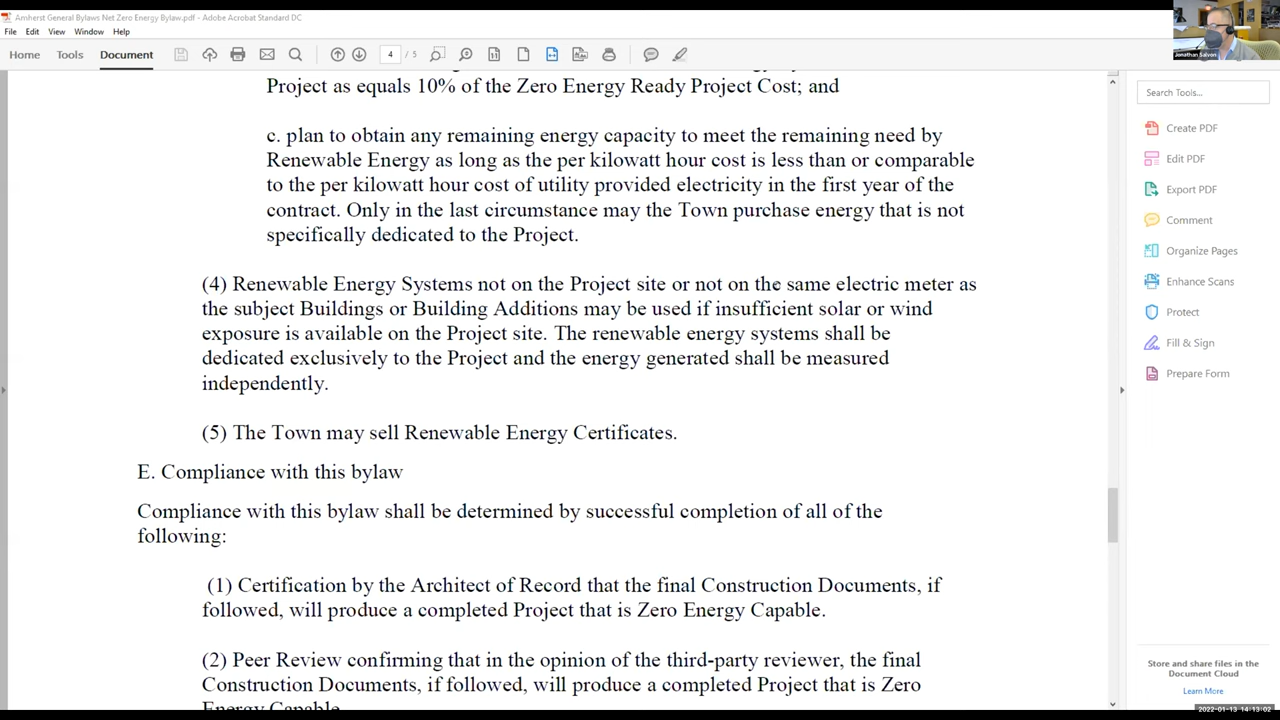 Amherst General Bylaws Net Zero Energy Bylaw.pdf - Adobe Acrobat Standard DC
File Edit View Window Help
Home Tools Document 4 / 5
Jonathan Salvon
Project as equals 10% of the Zero Energy Ready Project Cost; and
c. plan to obtain any remaining energy capacity to meet the remaining need by
Renewable Energy as long as the per kilowatt hour cost is less than or comparable
to the per kilowatt hour cost of utility provided electricity in the first year of the
contract. Only in the last circumstance may the Town purchase energy that is not
specifically dedicated to the Project.
(4) Renewable Energy Systems not on the Project site or not on the same electric meter as
the subject Buildings or Building Additions may be used if insufficient solar or wind
exposure is available on the Project site. The renewable energy systems shall be
dedicated exclusively to the Project and the energy generated shall be measured
independently.
(5) The Town may sell Renewable Energy Certificates.
E. Compliance with this bylaw
Compliance with this bylaw shall be determined by successful completion of all of the
following:
(1) Certification by the Architect of Record that the final Construction Documents, if
followed, will produce a completed Project that is Zero Energy Capable.
(2) Peer Review confirming that in the opinion of the third-party reviewer, the final
Construction Documents, if followed, will produce a completed Project that is Zero
Energy Capable
Search Tools...
Create PDF
Edit PDF
Export PDF
Comment
Organize Pages
Enhance Scans
Protect
Fill & Sign
Prepare Form
Store and share files in the
Document Cloud
Learn More
2022-01-13 14:13:02